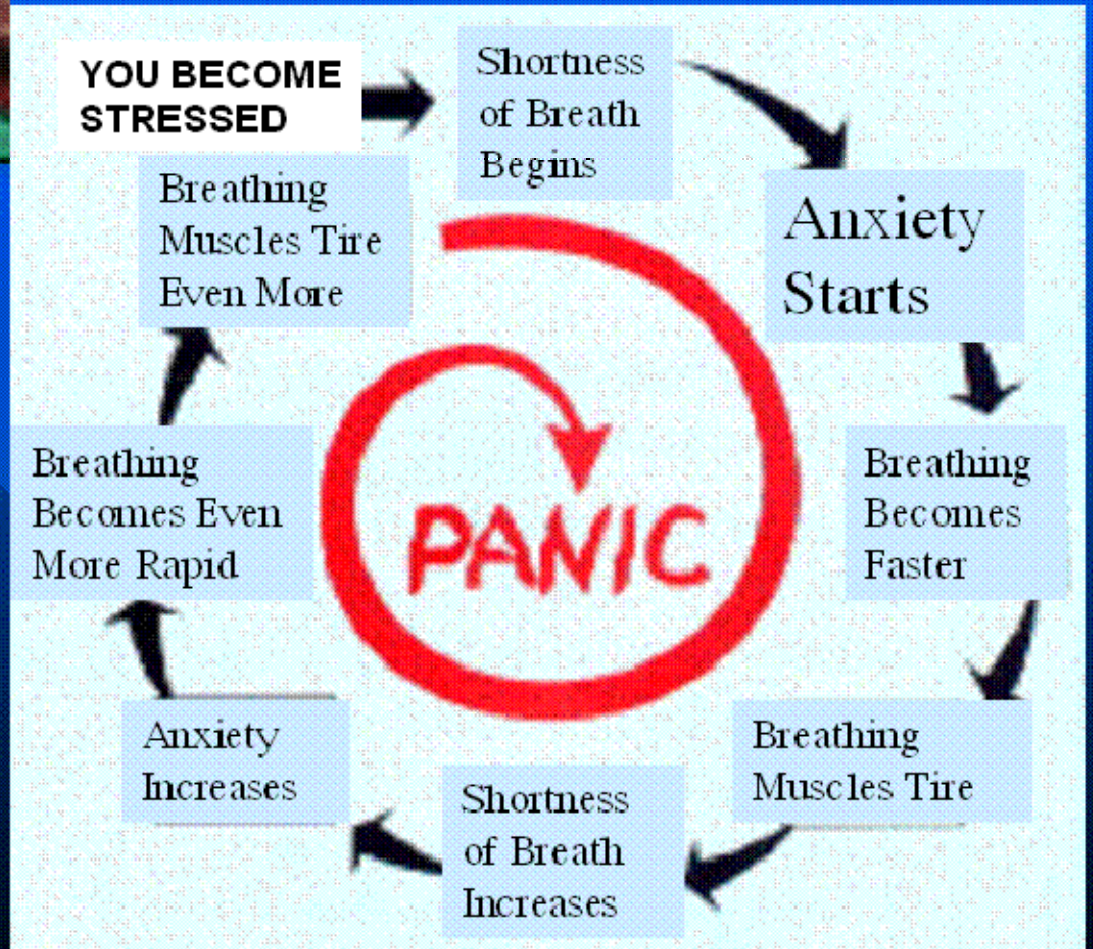 YOU BECOME
STRESSED
Shortness
of Breath
Begins
Anxiety
Starts
Breathing
Becomes
Faster
Breathing
Muscles Tire
Shortness
of Breath
Increases
Anxiety
Increases
Breathing
Becomes Even
More Rapid
Breathing
Muscles Tire
Even More
PANIC